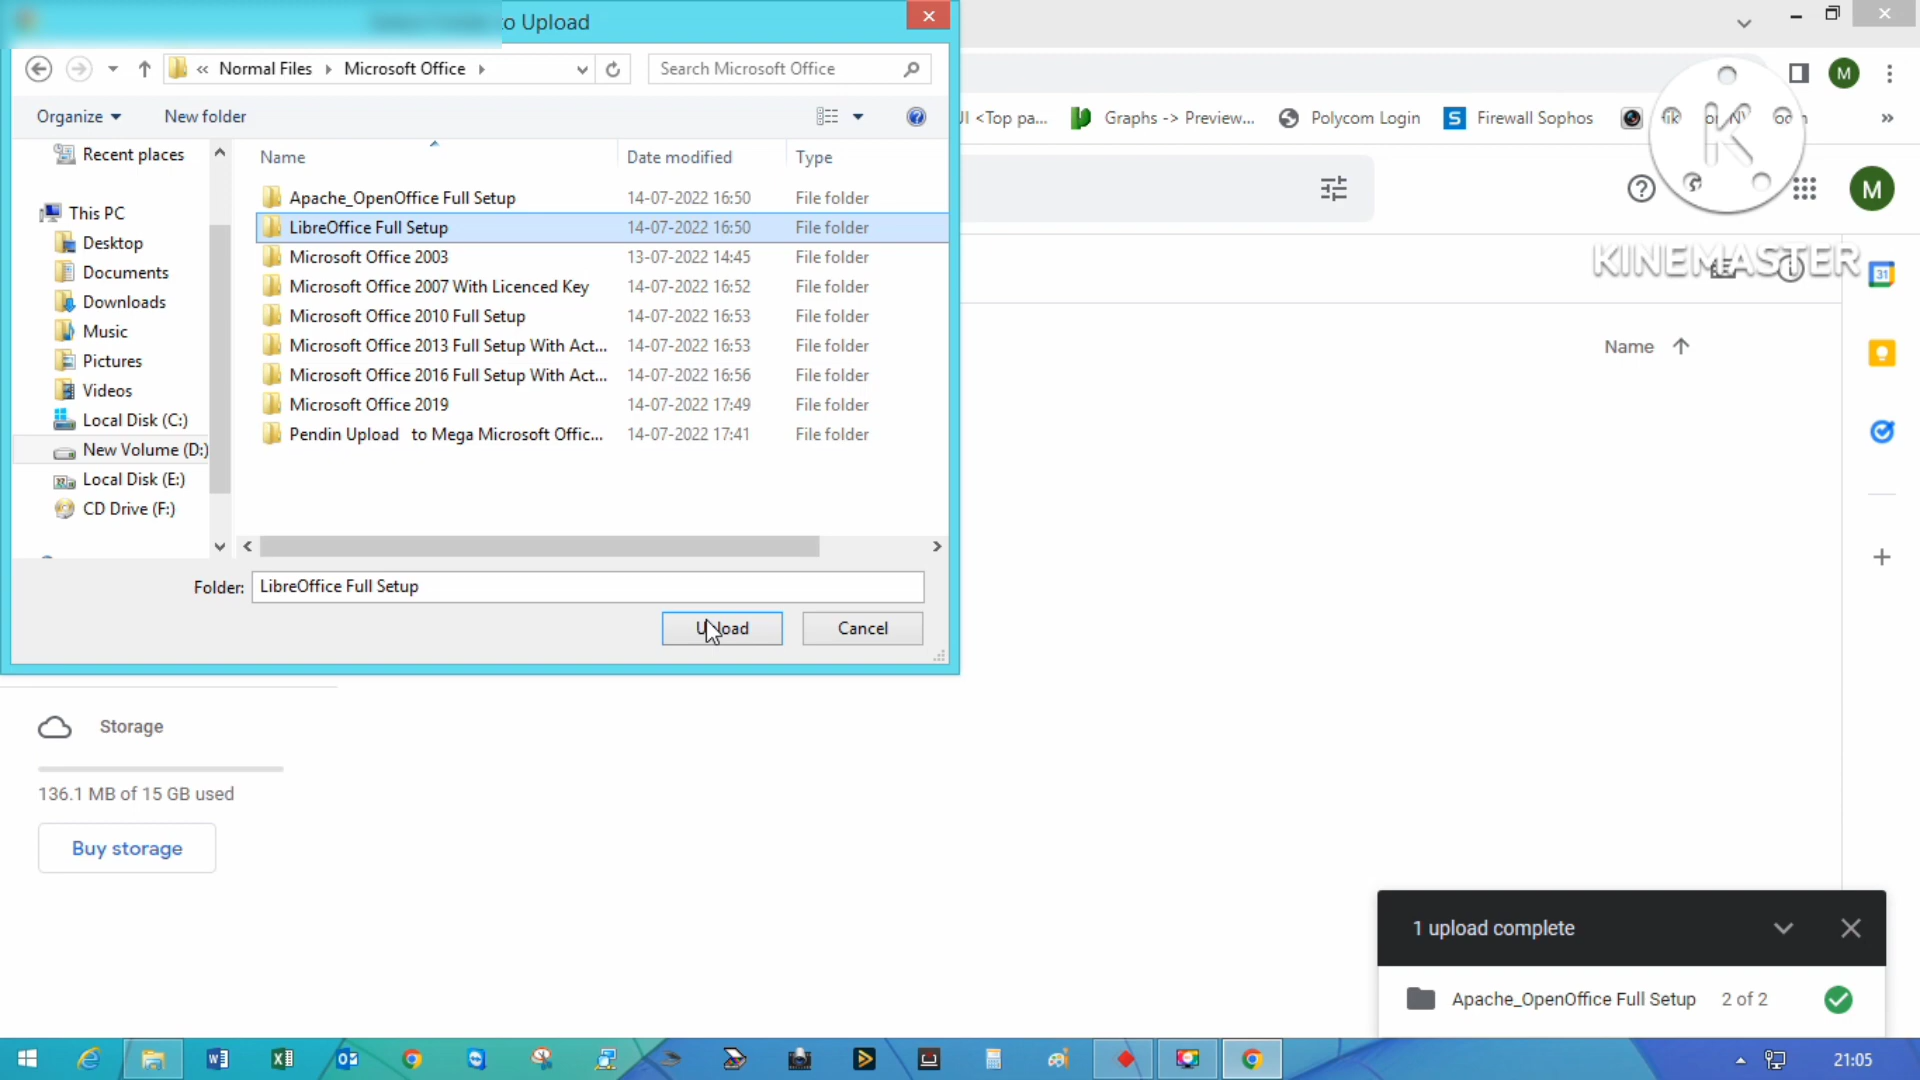 o Upload
« Normal Files Microsoft Office
Search Microsoft Office
Organize
New folder
Recent places
This PC
Desktop
Documents
Downloads
Music
Pictures
Videos
Local Disk (C:)
New Volume (D:)
Local Disk (E:)
CD Drive (F:)
Name Date modified Type
Apache_OpenOffice Full Setup 14-07-2022 16:50 File folder
LibreOffice Full Setup 14-07-2022 16:50 File folder
Microsoft Office 2003 13-07-2022 14:45 File folder
Microsoft Office 2007 With Licenced Key 14-07-2022 16:52 File folder
Microsoft Office 2010 Full Setup 14-07-2022 16:53 File folder
Microsoft Office 2013 Full Setup With Act... 14-07-2022 16:53 File folder
Microsoft Office 2016 Full Setup With Act... 14-07-2022 16:56 File folder
Microsoft Office 2019 14-07-2022 17:49 File folder
Pendin Upload to Mega Microsoft Offic... 14-07-2022 17:41 File folder
Folder: LibreOffice Full Setup
Upload
Cancel
M
<Top pa...
Graphs -> Preview...
Polycom Login
S Firewall Sophos
»
K
M
KINEMASTER
31
Name
Storage
136.1 MB of 15 GB used
Buy storage
1 upload complete
Apache_OpenOffice Full Setup 2 of 2
21:05